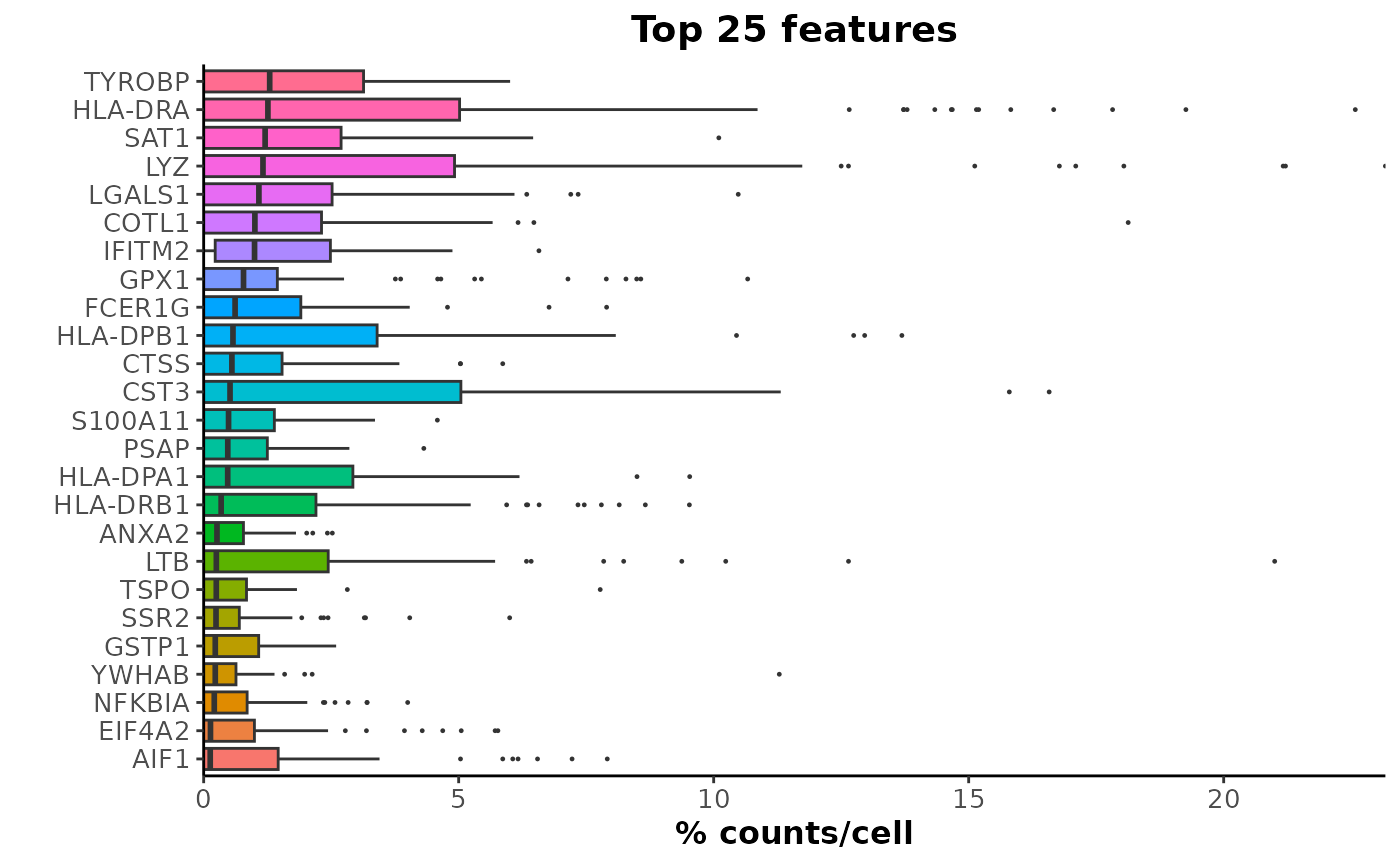 Top 25 features
TYROBP
HLA-DRA
SAT1
LYZ
LGALS1
COTL1
IFITM2
GPX1
FCER1G
HLA-DPB1
CTSS
CST3
S100A11
PSAP
HLA-DPA1
HLA-DRB1
ANXA2
LTB
TSPO
SSR2
GSTP1
YWHAB
NFKBIA
EIF4A2
AIF1
0 5 10 15 20
% counts/cell